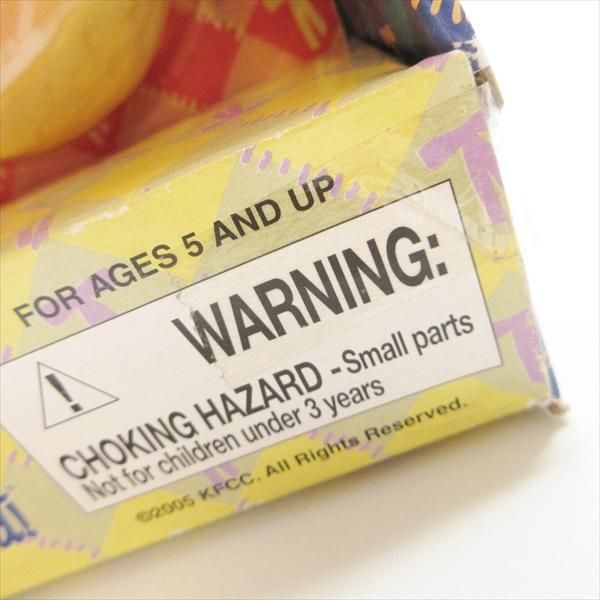 FOR AGES 5 AND UP
WARNING:
CHOKING HAZARD - Small parts
Not for children under 3 years
©2005 KFCC. All Rights Reserved.